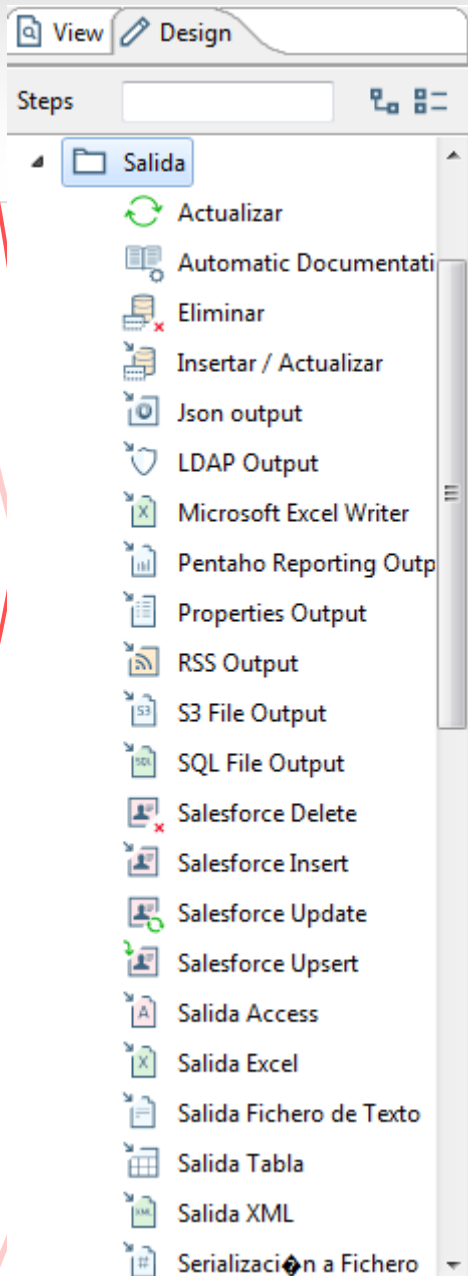 View Design
Steps
Salida
Actualizar
Automatic Documentati
Eliminar
Insertar / Actualizar
Json output
LDAP Output
Microsoft Excel Writer
Pentaho Reporting Outp
Properties Output
RSS Output
S3 File Output
SQL File Output
Salesforce Delete
Salesforce Insert
Salesforce Update
Salesforce Upsert
Salida Access
Salida Excel
Salida Fichero de Texto
Salida Tabla
Salida XML
Serializaci�n a Fichero